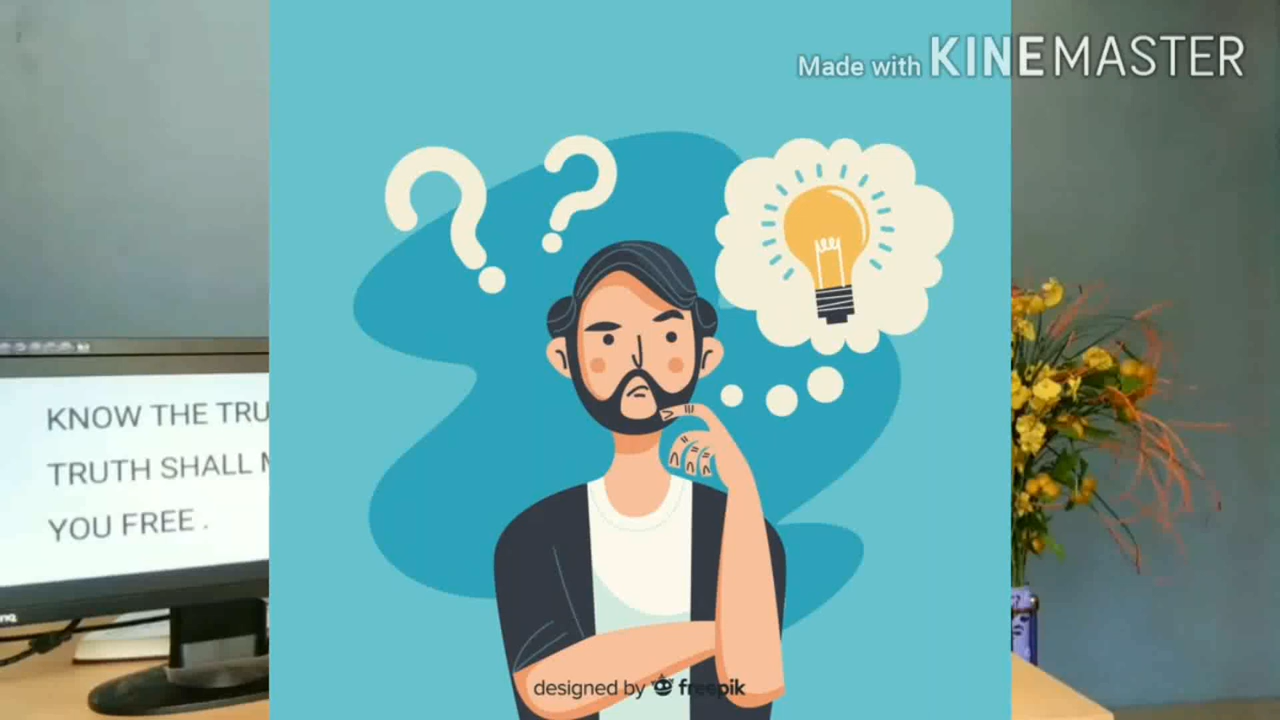 Made with KINEMASTER
KNOW THE TRU
TRUTH SHALL
YOU FREE .
designed by freepik